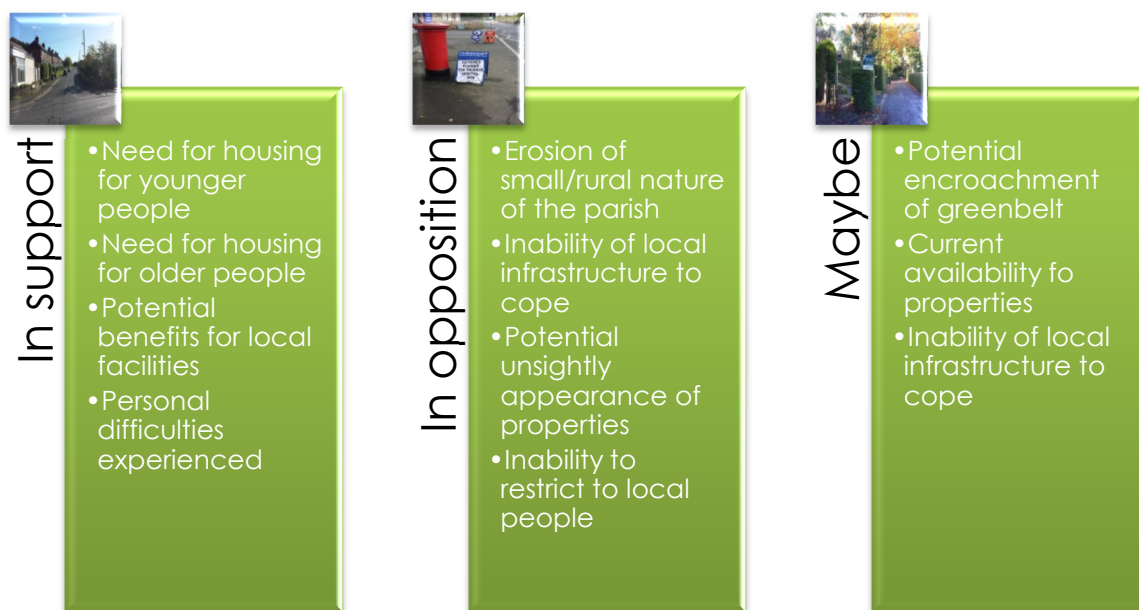 In support
•Need for housing
for younger
people
•Need for housing
for older people
•Potential
benefits for local
facilities
•Personal
difficulties
experienced
In opposition
•Erosion of
small/rural nature
of the parish
•Inability of local
infrastructure to
cope
•Potential
unsightly
appearance of
properties
•Inability to
restrict to local
people
Maybe
•Potential
encroachment
of greenbelt
•Current
availability fo
properties
•Inability of local
infrastructure to
cope